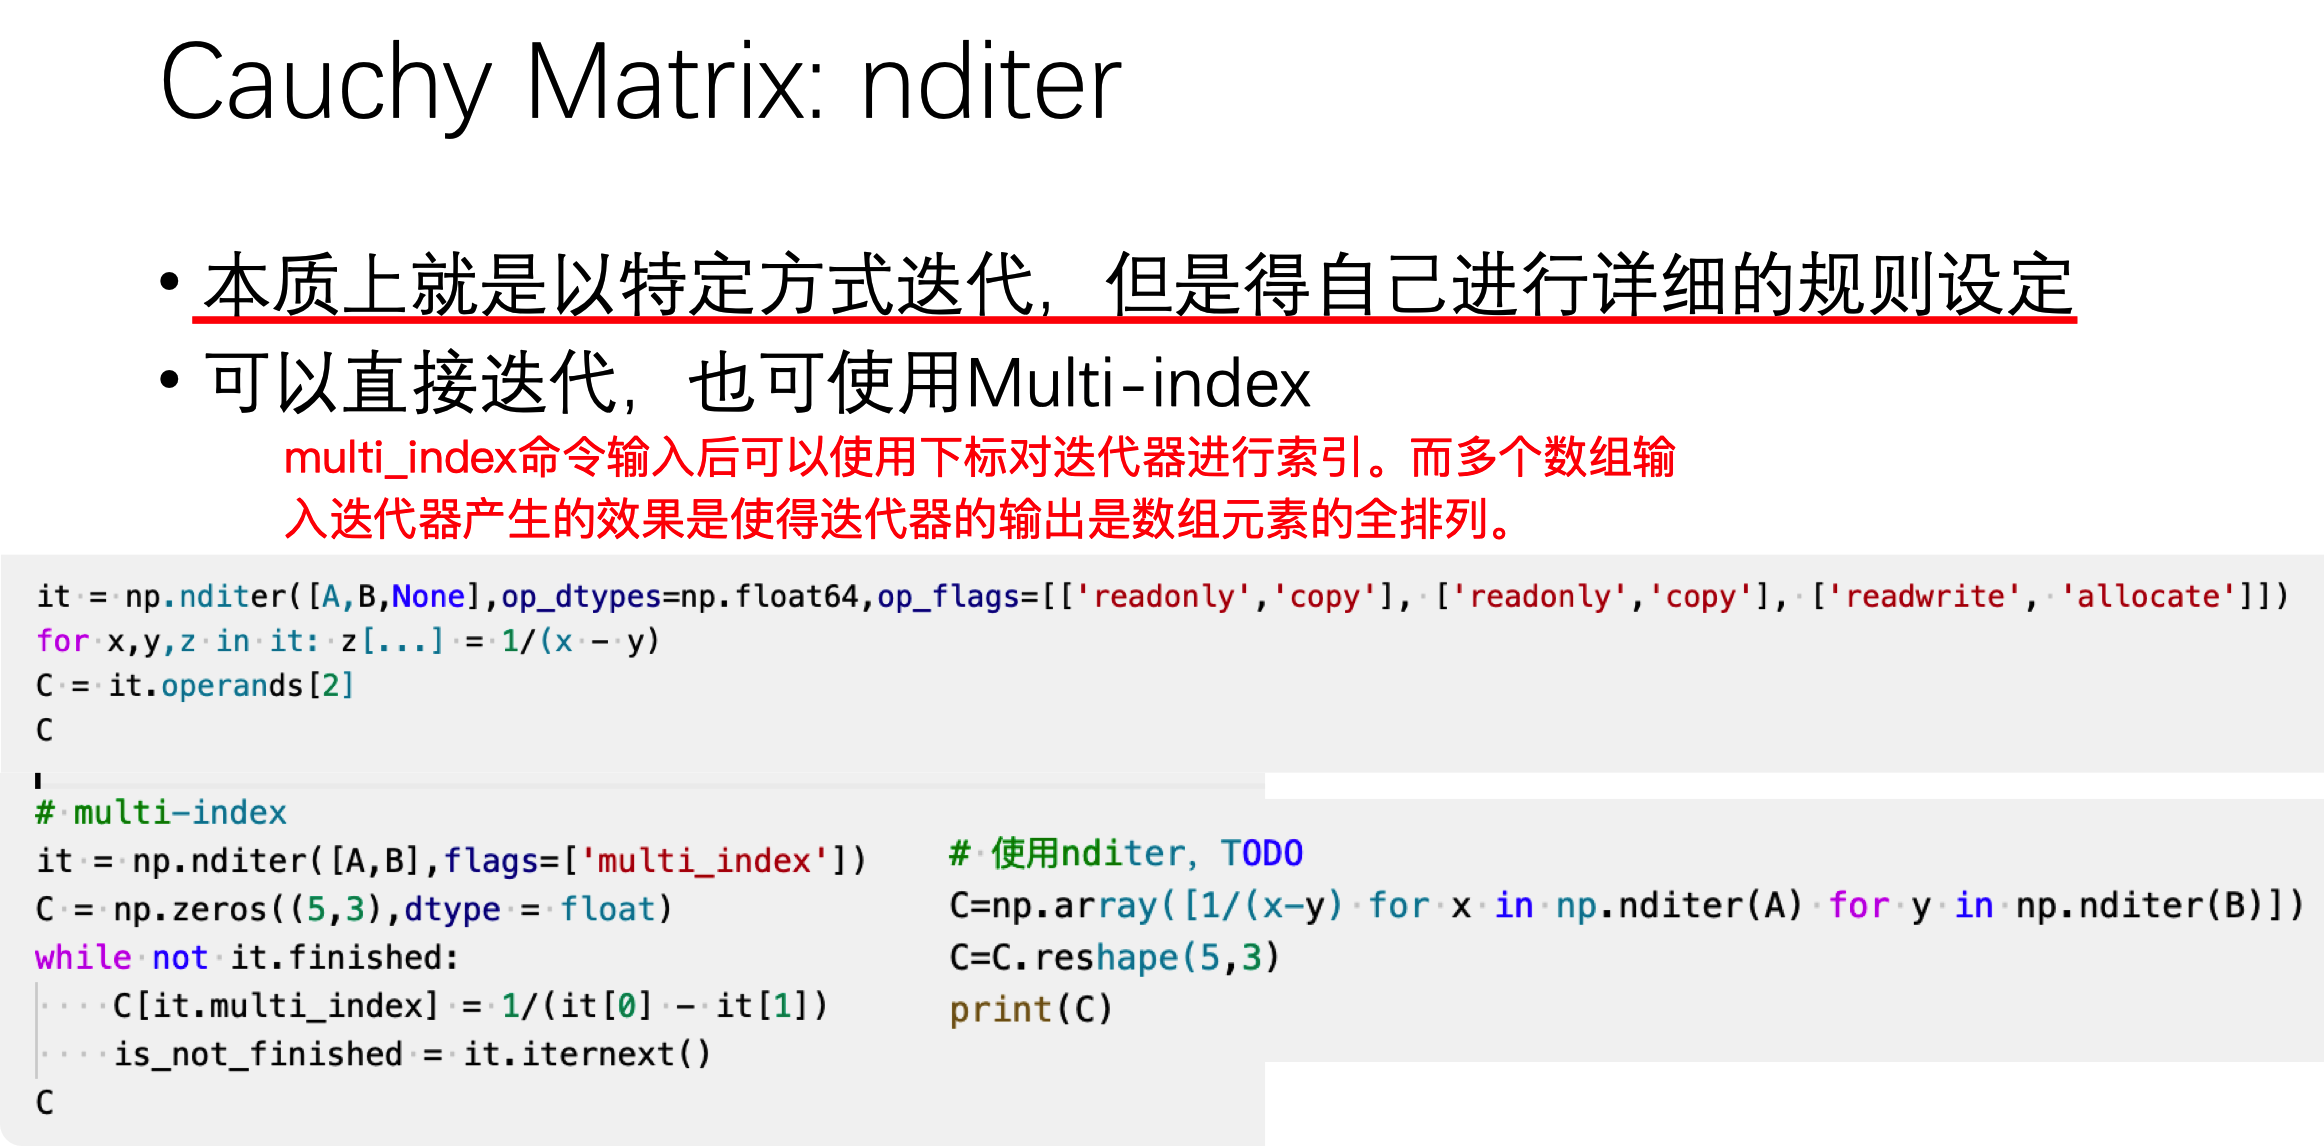 Cauchy Matrix: nditer
• 本质上就是以特定方式迭代，但是得自己进行详细的规则设定
• 可以直接迭代，也可使用Multi-index
multi_index命令输入后可以使用下标对迭代器进行索引。而多个数组输
入迭代器产生的效果是使得迭代器的输出是数组元素的全排列。
it = np.nditer([A,B,None],op_dtypes=np.float64,op_flags=[['readonly','copy'], ['readonly','copy'], ['readwrite', 'allocate']])
for x,y,z in it: z[...] = 1/(x - y)
C = it.operands[2]
C
# multi-index
it = np.nditer([A,B],flags=['multi_index'])
C = np.zeros((5,3),dtype = float)
while not it.finished:
    C[it.multi_index] = 1/(it[0] - it[1])
    is_not_finished = it.iternext()
C
# 使用nditer，TODO
C=np.array([1/(x-y) for x in np.nditer(A) for y in np.nditer(B)])
C=C.reshape(5,3)
print(C)